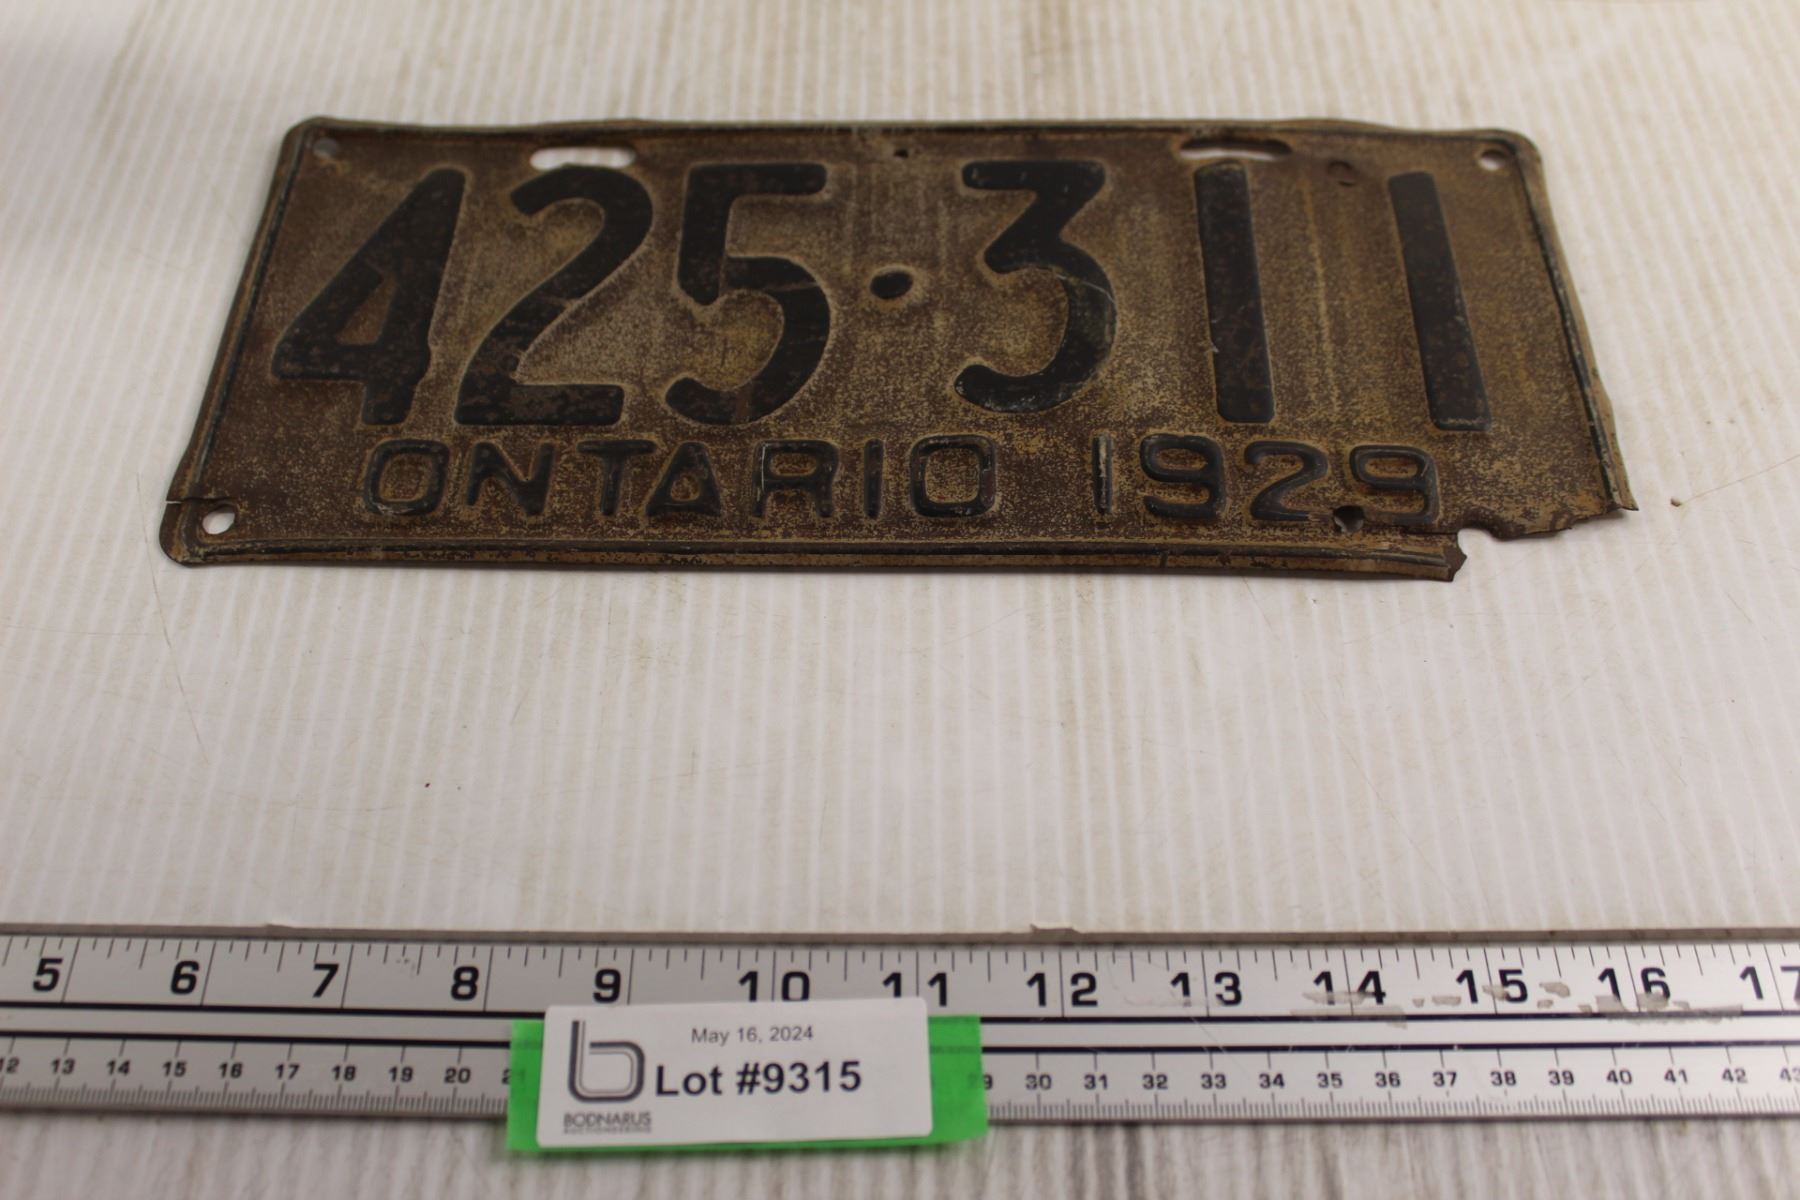 425·311
ONTARIO 1929
5 6 7 8 9 10 11 12 13 14 15 16 17
May 16, 2024
Lot #9315
BODNARUS
AUCTIONEERING
12 13 14 15 16 17 18 19 20 29 30 31 32 33 34 35 36 37 38 39 40 41 42 43